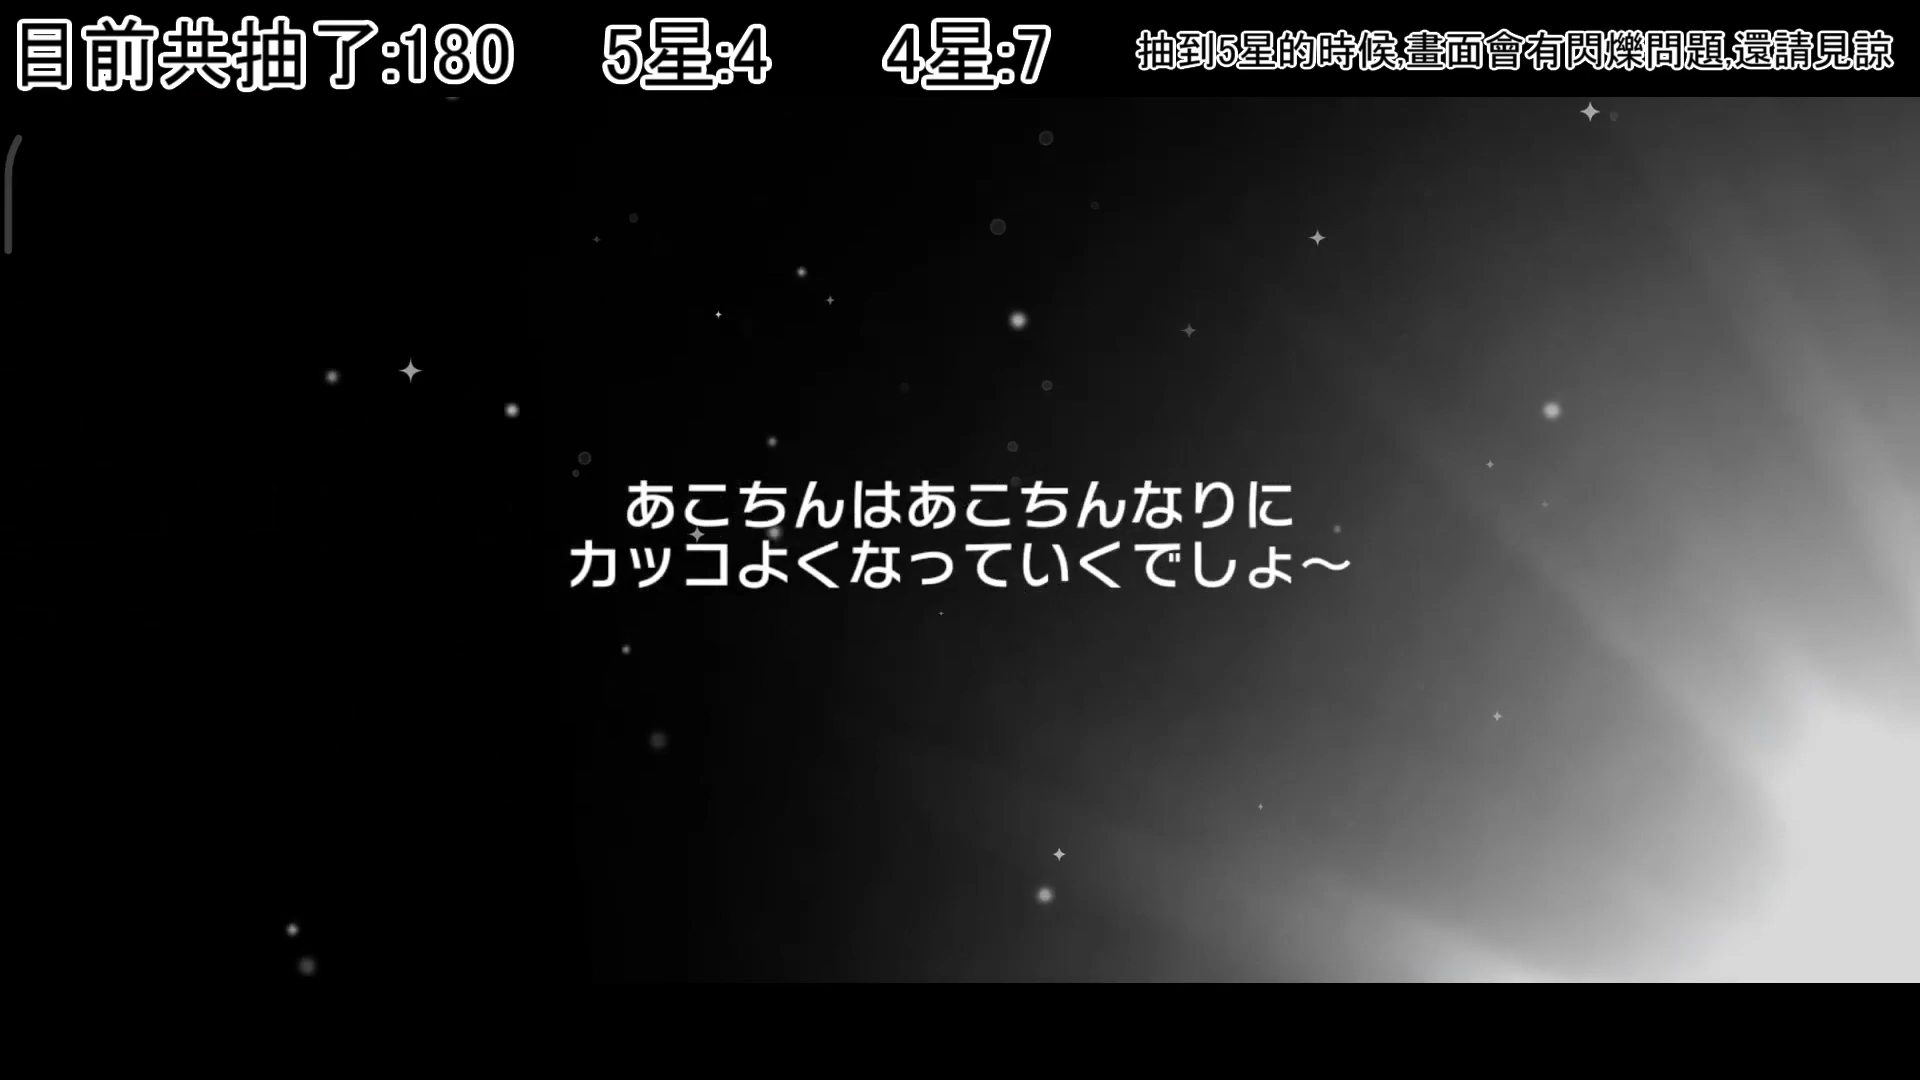 目前共抽了:180 5星:4 4星:7 抽到5星的時候,畫面會有閃爍問題,還請見諒
あこちんはあこちんなりに
カッコよくなっていくでしょ～